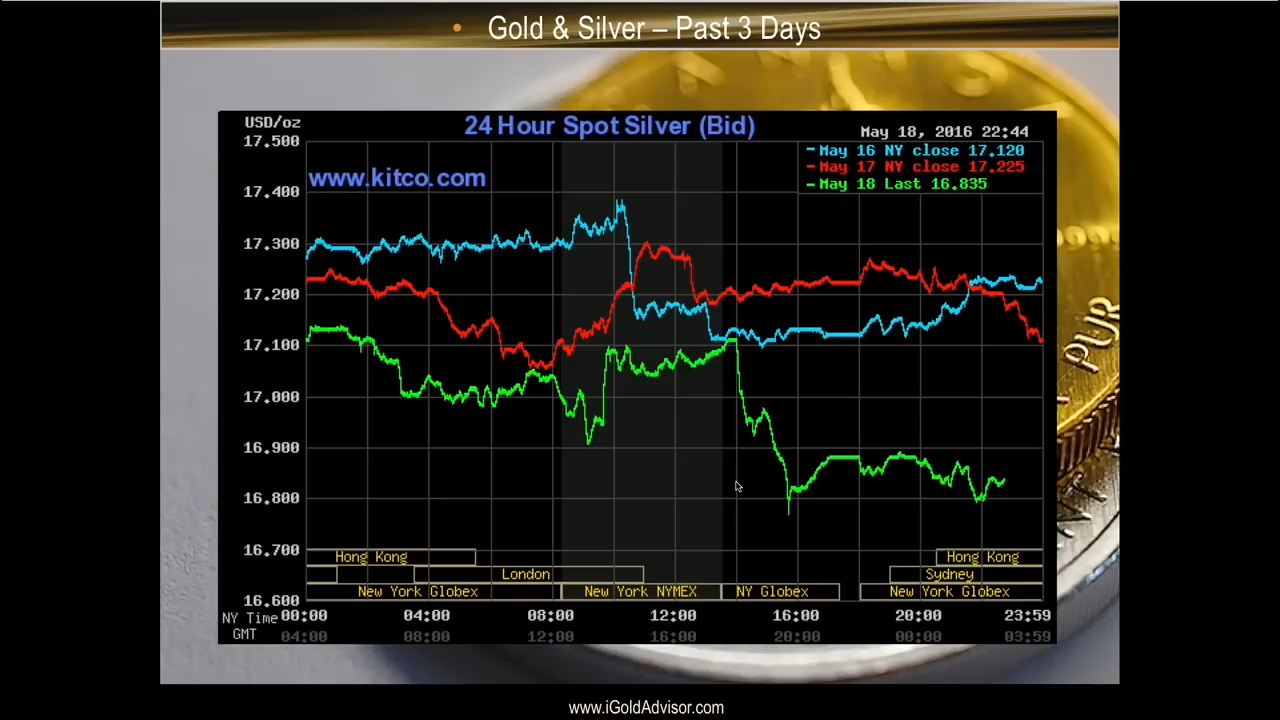 • Gold & Silver – Past 3 Days
USD/oz
24 Hour Spot Silver (Bid)
May 18, 2016 22:44
17.500
May 16 NY close 17.120
May 17 NY close 17.225
www.kitco.com
May 18 Last 16.835
17.400
17.300
17.200
17.100
17.000
16.900
16.800
16.700
16.600
PUR
Hong Kong
Hong Kong
London
Sydney
New York Globex
New York NYMEX
NY Globex
New York Globex
NY Time 00:00 04:00 08:00 12:00 16:00 20:00 23:59
GMT 04:00 08:00 12:00 16:00 20:00 00:00 03:59
www.iGoldAdvisor.com